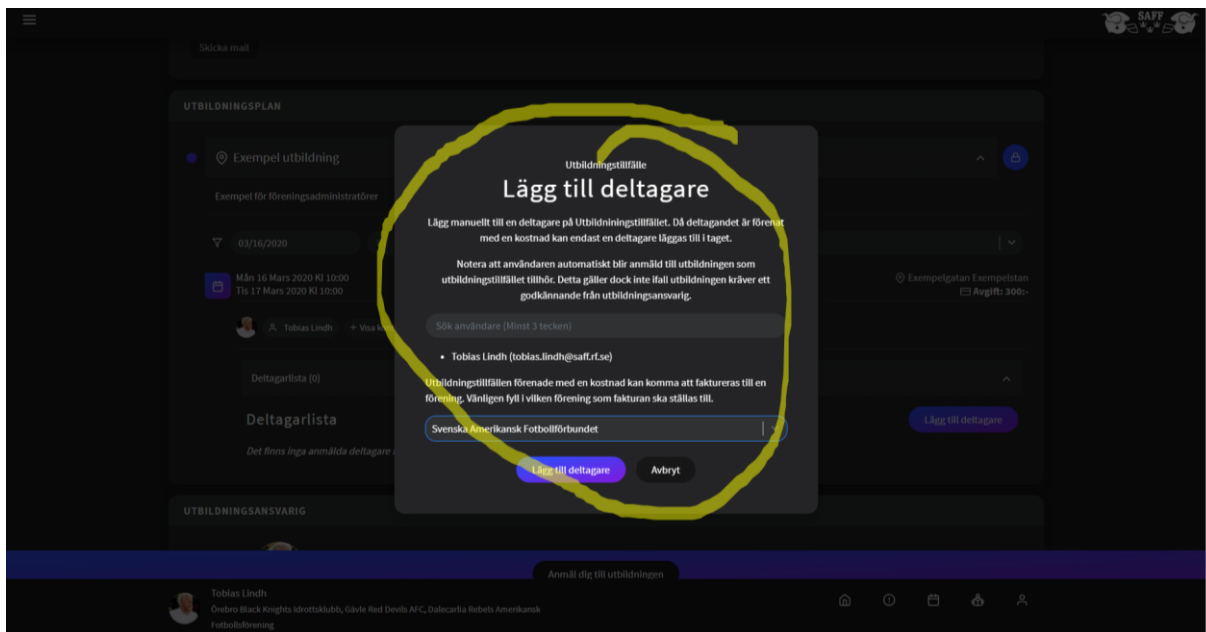 SAFF
Skicka mail
UTBILDNINGSPLAN
Exempel utbildning
Exempel för föreningsadministratörer
03/16/2020
Mån 16 Mars 2020 Kl 10:00
Tis 17 Mars 2020 Kl 10:00
Exempelgatan Exempelstan
Avgift: 300:-
Tobias Lindh
+ Visa
Deltagarlista (0)
Deltagarlista
Lägg till deltagare
Det finns inga anmälda deltagare
UTBILDNINGSANSVARIG
Utbildningstillfälle
Lägg till deltagare
Lägg manuellt till en deltagare på Utbildniningstillfället. Då deltagandet är förenat
med en kostnad kan endast en deltagare läggas till i taget.
Notera att användaren automatiskt blir anmäld till utbildningen som
utbildningstillfället tillhör. Detta gäller dock inte ifall utbildningen kräver ett
godkännande från utbildningsansvarig.
Sök användare (Minst 3 tecken)
• Tobias Lindh (tobias.lindh@saff.rf.se)
Utbildningstillfällen förenade med en kostnad kan komma att faktureras till en
förening. Vänligen fyll i vilken förening som fakturan ska ställas till.
Svenska Amerikansk Fotbollförbundet
Lägg till deltagare
Avbryt
Anmäl dig till utbildningen
Tobias Lindh
Örebro Black Knights Idrottsklubb, Gävle Red Devils AFC, Dalecarlia Rebels Amerikansk
Fotbollsförening